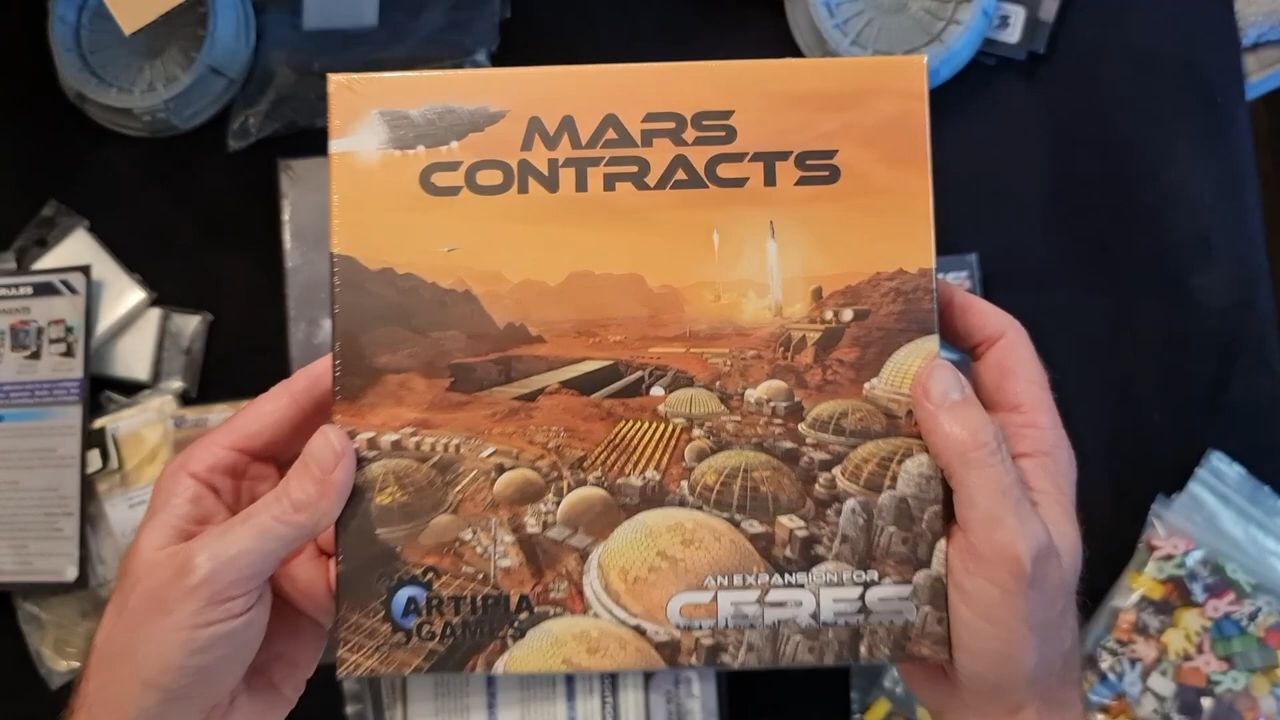 MARS
CONTRACTS
RULES
AN EXPANSION FOR
CERES
ARTIPIA
GAMES